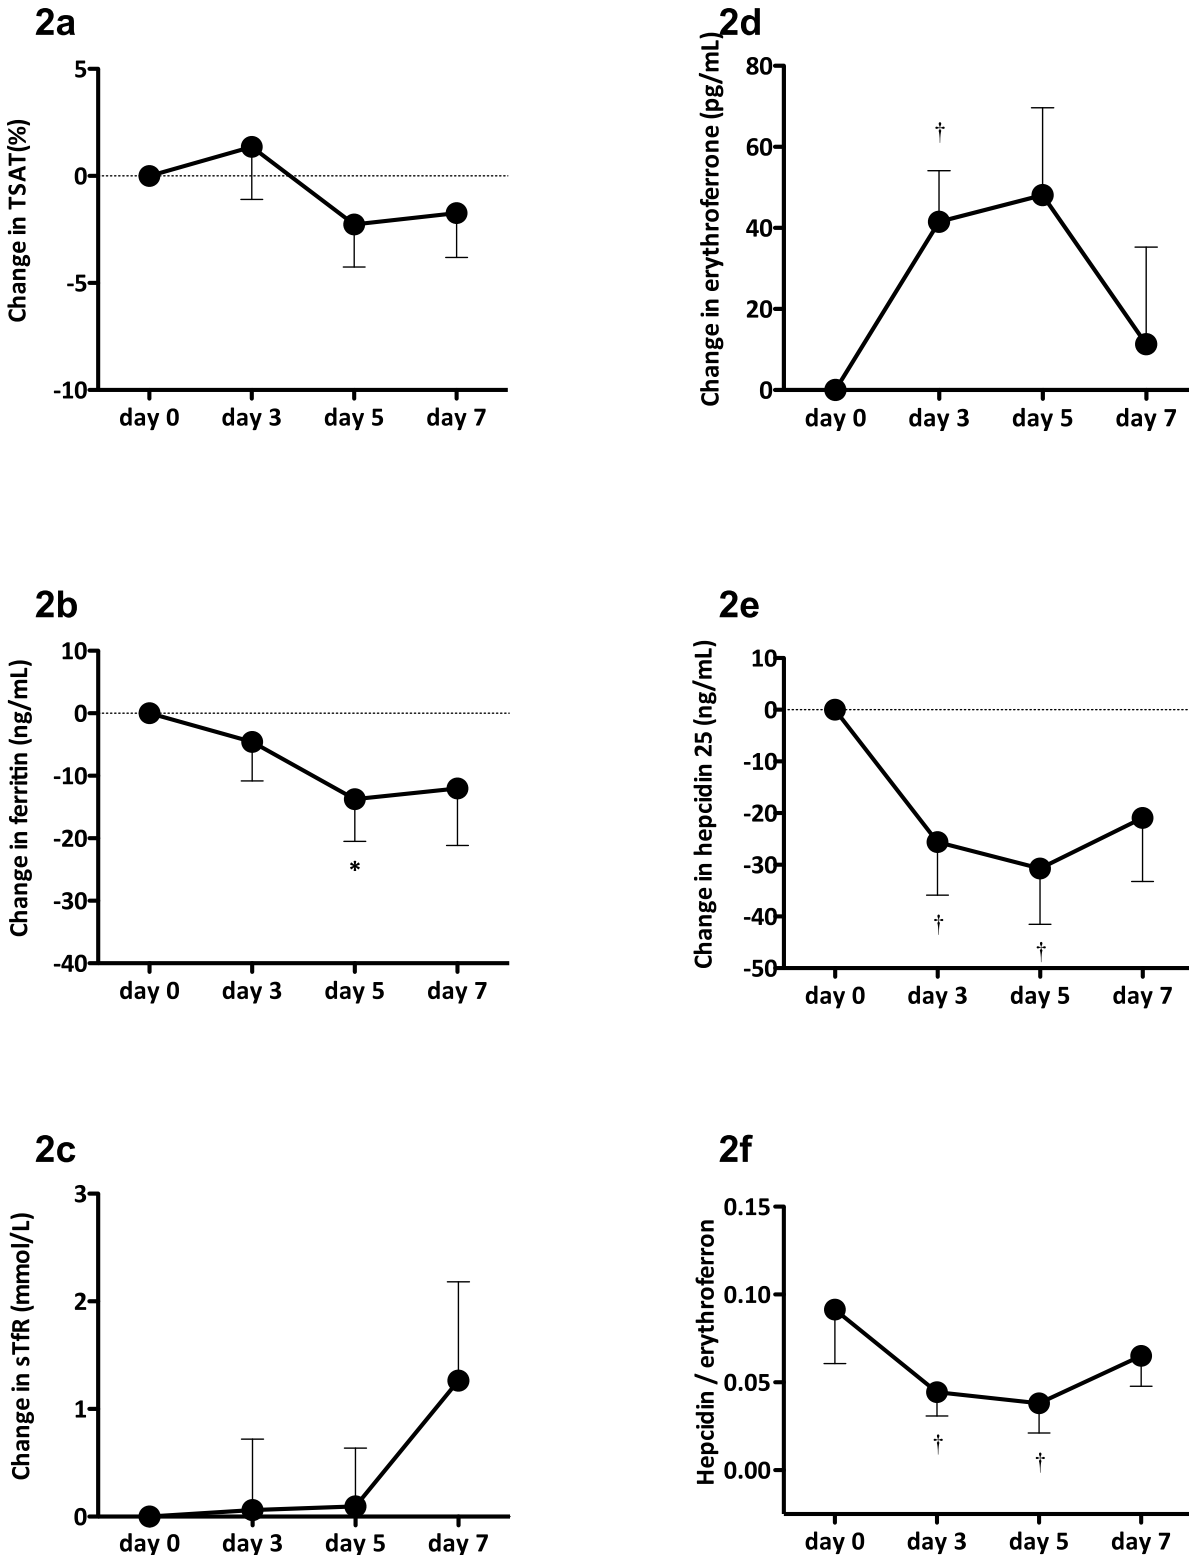 2a
Change in TSAT(%)
5
0
-5
-10
day 0 day 3 day 5 day 7
2d
Change in erythroferrone (pg/mL)
80
60
40
20
0
†
day 0 day 3 day 5 day 7
2b
Change in ferritin (ng/mL)
10
0
-10
-20
-30
-40
*
day 0 day 3 day 5 day 7
2e
Change in hepcidin 25 (ng/mL)
10
0
-10
-20
-30
-40
-50
† †
day 0 day 3 day 5 day 7
2c
Change in sTfR (mmol/L)
3
2
1
0
day 0 day 3 day 5 day 7
2f
Hepcidin / erythroferron
0.15
0.10
0.05
0.00
† †
day 0 day 3 day 5 day 7